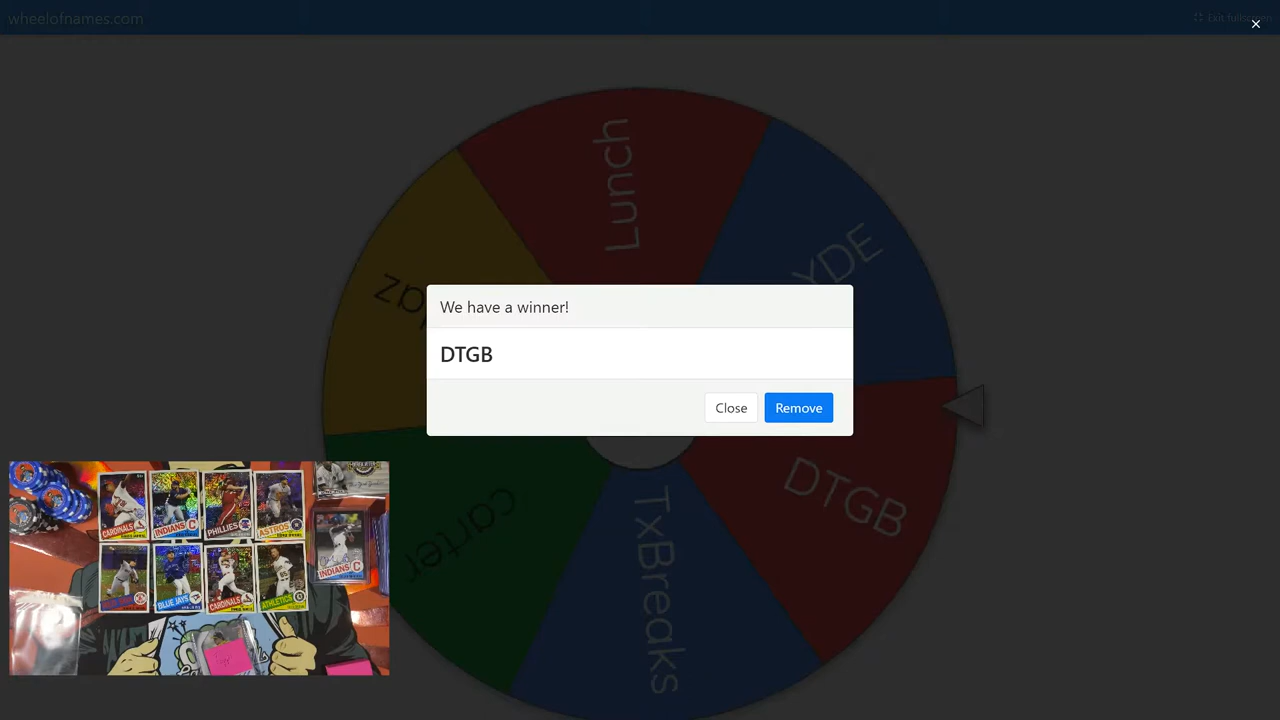 wheelofnames.com
Exit fullscreen
Lunch
YDE
We have a winner!
DTGB
Close
Remove
DTGB
TxBreaks
carter
CARDINALS
INDIANS
PHILLIES
ASTROS
INDIANS
BLUE JAYS
CARDINALS
ATHLETICS